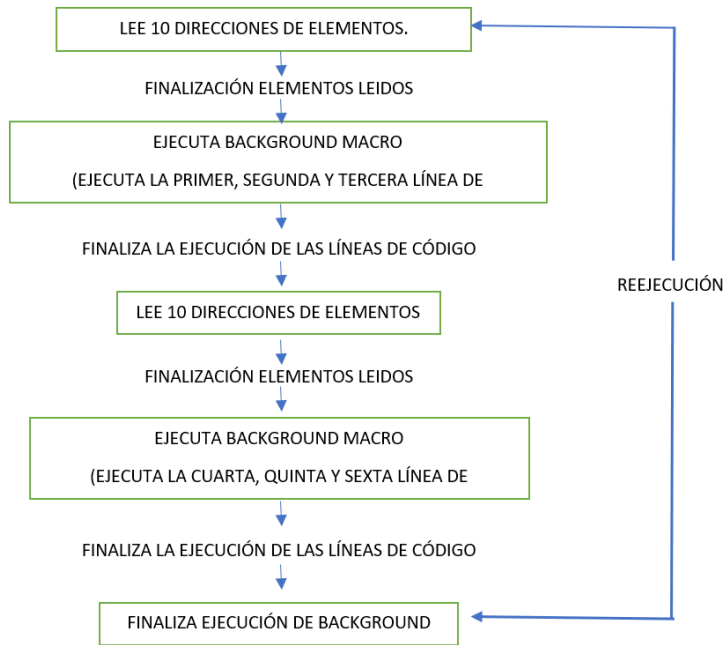 LEE 10 DIRECCIONES DE ELEMENTOS.
FINALIZACIÓN ELEMENTOS LEIDOS
EJECUTA BACKGROUND MACRO
(EJECUTA LA PRIMER, SEGUNDA Y TERCERA LÍNEA DE
FINALIZA LA EJECUCIÓN DE LAS LÍNEAS DE CÓDIGO
REEJECUCIÓN
LEE 10 DIRECCIONES DE ELEMENTOS
FINALIZACIÓN ELEMENTOS LEIDOS
EJECUTA BACKGROUND MACRO
(EJECUTA LA CUARTA, QUINTA Y SEXTA LÍNEA DE
FINALIZA LA EJECUCIÓN DE LAS LÍNEAS DE CÓDIGO
FINALIZA EJECUCIÓN DE BACKGROUND